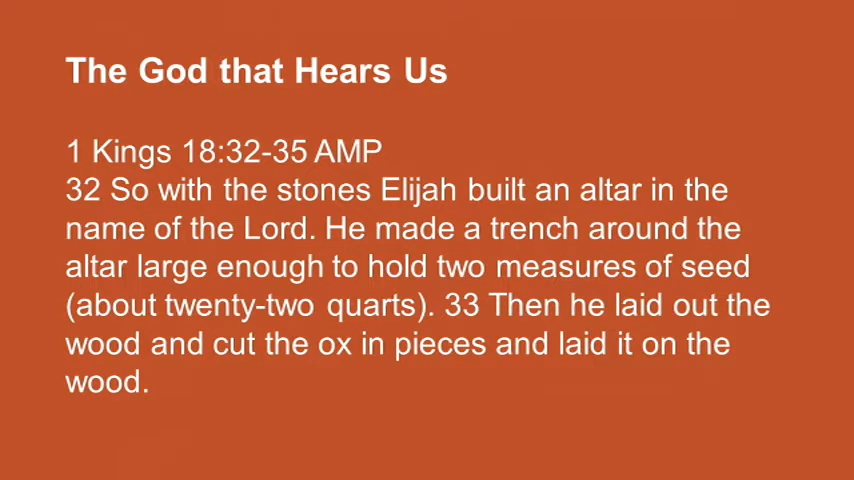 The God that Hears Us
1 Kings 18:32-35 AMP
32 So with the stones Elijah built an altar in the
name of the Lord. He made a trench around the
altar large enough to hold two measures of seed
(about twenty-two quarts). 33 Then he laid out the
wood and cut the ox in pieces and laid it on the
wood.